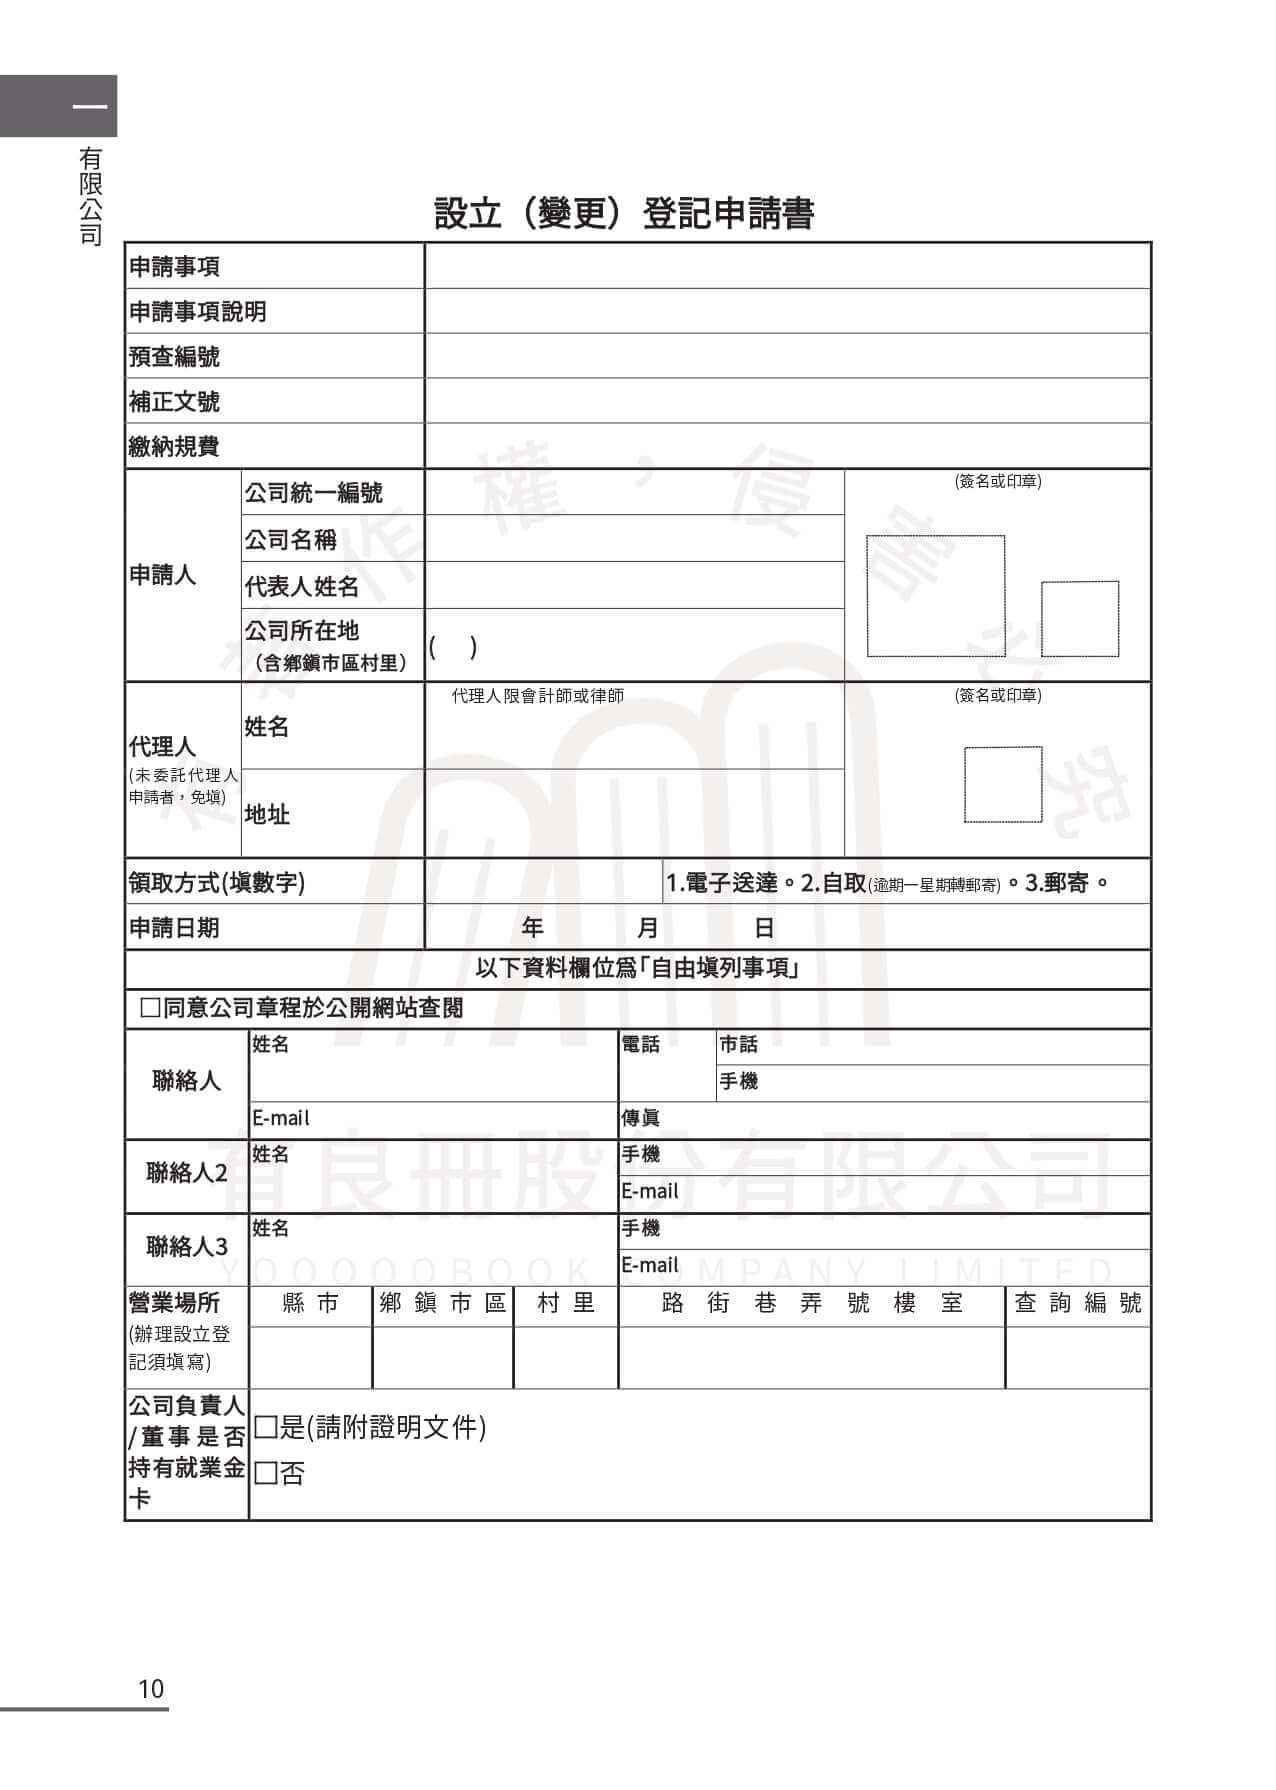 一
有限公司
設立（變更）登記申請書
申請事項
申請事項說明
預查編號
補正文號
繳納規費
申請人
公司統一編號
公司名稱
代表人姓名
公司所在地
（含鄉鎮市區村里）
(　)
(簽名或印章)
代理人
(未委託代理人
申請者，免塡)
姓名
代理人限會計師或律師
地址
(簽名或印章)
領取方式(塡數字)
1.電子送達。2.自取(逾期一星期轉郵寄)。3.郵寄。
申請日期
年 月 日
以下資料欄位爲「自由塡列事項」
□同意公司章程於公開網站查閱
聯絡人
姓名
電話
市話
手機
E-mail
傳眞
聯絡人2
姓名
手機
E-mail
聯絡人3
姓名
手機
E-mail
營業場所
(辦理設立登
記須塡寫)
縣市
鄉鎭市區
村里
路街巷弄號樓室
查詢編號
公司負責人
/董事是否
持有就業金
卡
□是(請附證明文件)
□否
10
有著作權，侵害必究
有良冊股份有限公司
YOOOOOBOOK COMPANY LIMITED